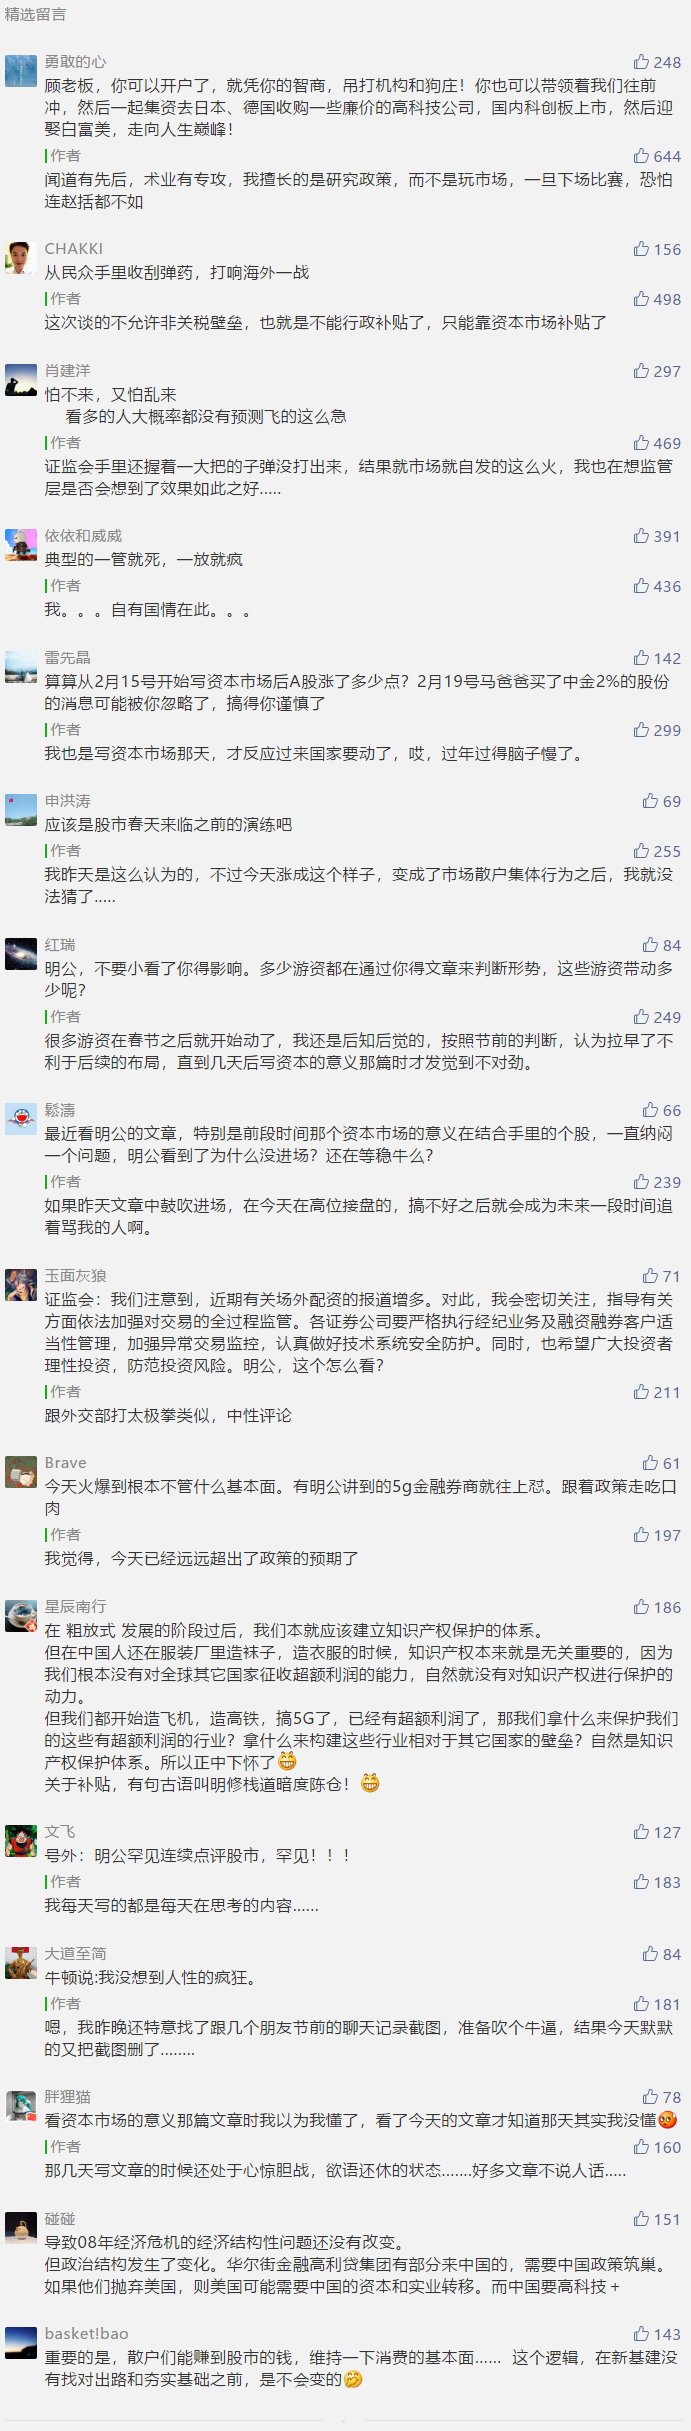 精选留言
勇敢的心
248
顾老板，你可以开户了，就凭你的智商，吊打机构和狗庄！你也可以带领着我们往前
冲，然后一起集资去日本、德国收购一些廉价的高科技公司，国内科创板上市，然后迎
娶白富美，走向人生巅峰！
作者
644
闻道有先后，术业有专攻，我擅长的是研究政策，而不是玩市场，一旦下场比赛，恐怕
连赵括都不如
CHAKKI
156
从民众手里收刮弹药，打响海外一战
作者
498
这次谈的不允许非关税壁垒，也就是不能行政补贴了，只能靠资本市场补贴了
肖建洋
297
怕不来，又怕乱来
看多的人大概率都没有预测飞的这么急
作者
469
证监会手里还握着一大把的子弹没打出来，结果就市场就自发的这么火，我也在想监管
层是否会想到了效果如此之好.....
依依和威威
391
典型的一管就死，一放就疯
作者
436
我。。。自有国情在此。。。
雷先晶
142
算算从2月15号开始写资本市场后A股涨了多少点？2月19号马爸爸买了中金2%的股份
的消息可能被你忽略了，搞得你谨慎了
作者
299
我也是写资本市场那天，才反应过来国家要动了，哎，过年过得脑子慢了。
申洪涛
69
应该是股市春天来临之前的演练吧
作者
255
我昨天是这么认为的，不过今天涨成这个样子，变成了市场散户集体行为之后，我就没
法猜了.....
红瑞
84
明公，不要小看了你得影响。多少游资都在通过你得文章来判断形势，这些游资带动多
少呢？
作者
249
很多游资在春节之后就开始动了，我还是后知后觉的，按照节前的判断，认为拉早了不
利于后续的布局，直到几天后写资本的意义那篇时才发觉到不对劲。
鬆濤
66
最近看明公的文章，特别是前段时间那个资本市场的意义在结合手里的个股，一直纳闷
一个问题，明公看到了为什么没进场？还在等稳牛么？
作者
239
如果昨天文章中鼓吹进场，在今天在高位接盘的，搞不好之后就会成为未来一段时间追
着骂我的人啊。
玉面灰狼
71
证监会：我们注意到，近期有关场外配资的报道增多。对此，我会密切关注，指导有关
方面依法加强对交易的全过程监管。各证券公司要严格执行经纪业务及融资融券客户适
当性管理，加强异常交易监控，认真做好技术系统安全防护。同时，也希望广大投资者
理性投资，防范投资风险。明公，这个怎么看？
作者
211
跟外交部打太极拳类似，中性评论
Brave
61
今天火爆到根本不管什么基本面。有明公讲到的5g金融券商就往上怼。跟着政策走吃口
肉
作者
197
我觉得，今天已经远远超出了政策的预期了
星辰南行
186
在 粗放式 发展的阶段过后，我们本就应该建立知识产权保护的体系。
但在中国人还在服装厂里造袜子，造衣服的时候，知识产权本来就是无关重要的，因为
我们根本没有对全球其它国家征收超额利润的能力，自然就没有对知识产权进行保护的
动力。
但我们都开始造飞机，造高铁，搞5G了，已经有超额利润了，那我们拿什么来保护我们
的这些有超额利润的行业？拿什么来构建这些行业相对于其它国家的壁垒？自然是知识
产权保护体系。所以正中下怀了😁
关于补贴，有句古语叫明修栈道暗度陈仓！😁
文飞
127
号外：明公罕见连续点评股市，罕见！！！
作者
183
我每天写的都是每天在思考的内容......
大道至简
84
牛顿说:我没想到人性的疯狂。
作者
181
嗯，我昨晚还特意找了跟几个朋友节前的聊天记录截图，准备吹个牛逼，结果今天默默
的又把截图删了........
胖狸猫
78
看资本市场的意义那篇文章时我以为我懂了，看了今天的文章才知道那天其实我没懂
作者
160
那几天写文章的时候还处于心惊胆战，欲语还休的状态.......好多文章不说人话.....
碰碰
151
导致08年经济危机的经济结构性问题还没有改变。
但政治结构发生了变化。华尔街金融高利贷集团有部分来中国的，需要中国政策筑巢。
如果他们抛弃美国，则美国可能需要中国的资本和实业转移。而中国要高科技＋
basket!bao
143
重要的是，散户们能赚到股市的钱，维持一下消费的基本面...... 这个逻辑，在新基建没
有找对出路和夯实基础之前，是不会变的🤭